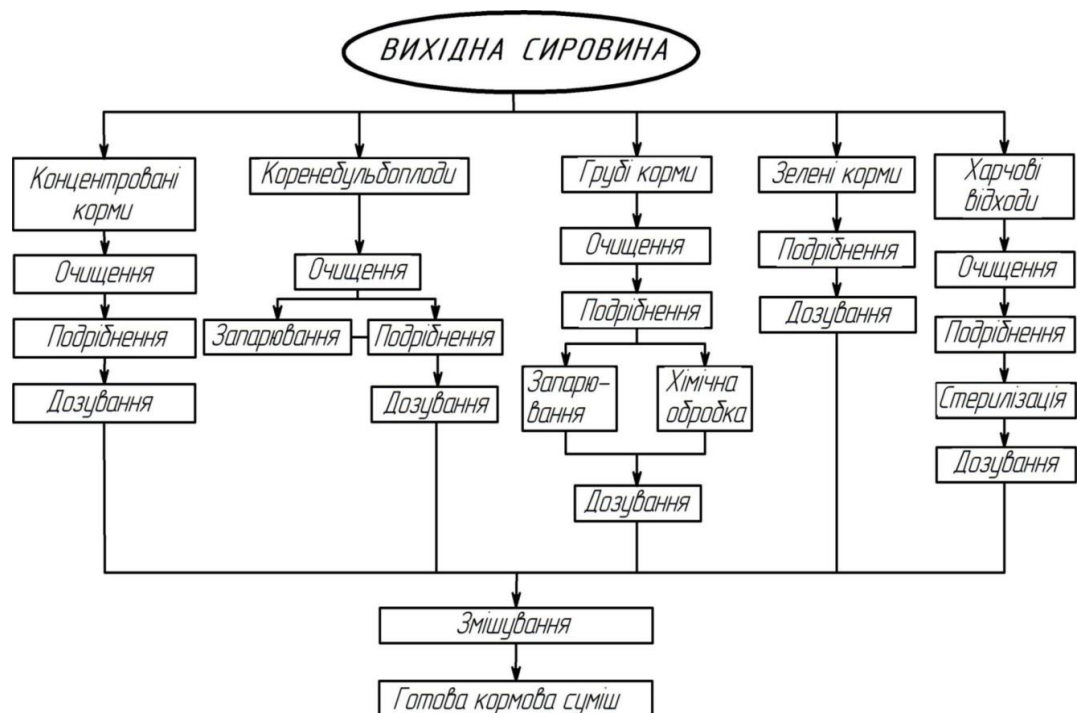 ВИХІДНА СИРОВИНА
Концентровані
корми
Коренебульбоплоди
Грубі корми
Зелені корми
Харчові
відходи
Очищення
Очищення
Очищення
Подрібнення
Очищення
Подрібнення
Запарювання
Подрібнення
Подрібнення
Дозування
Подрібнення
Дозування
Дозування
Запарю-
вання
Хімічна
обробка
Стерилізація
Дозування
Дозування
Змішування
Готова кормова суміш